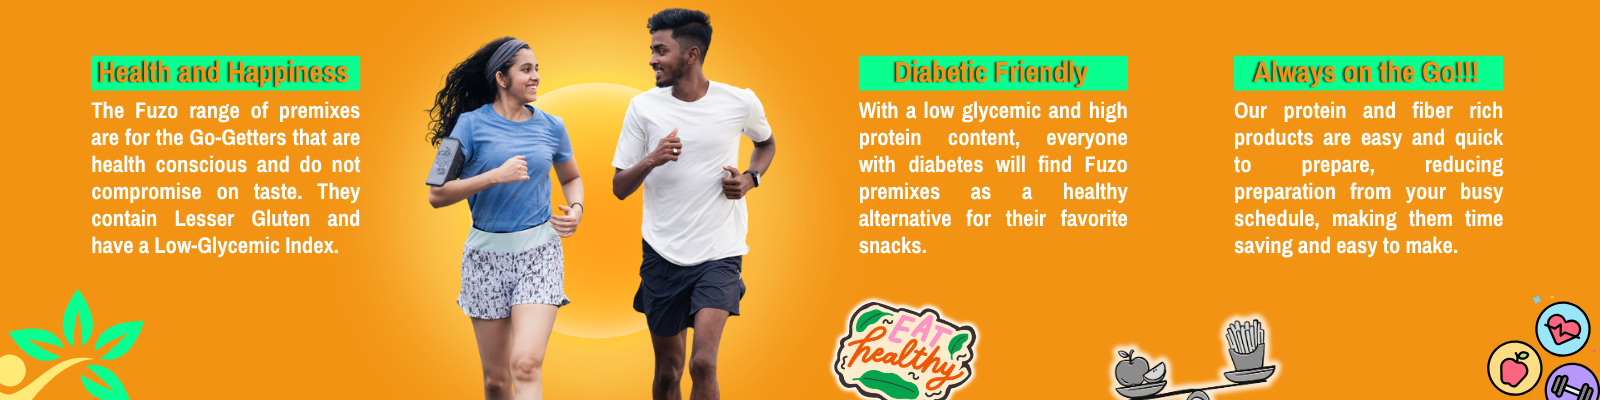 Health and Happiness
The Fuzo range of premixes
are for the Go-Getters that are
health conscious and do not
compromise on taste. They
contain Lesser Gluten and
have a Low-Glycemic Index.
Diabetic Friendly
With a low glycemic and high
protein content, everyone
with diabetes will find Fuzo
premixes as a healthy
alternative for their favorite
snacks.
Always on the Go!!!
Our protein and fiber rich
products are easy and quick
to prepare, reducing
preparation from your busy
schedule, making them time
saving and easy to make.
EAT
healthy